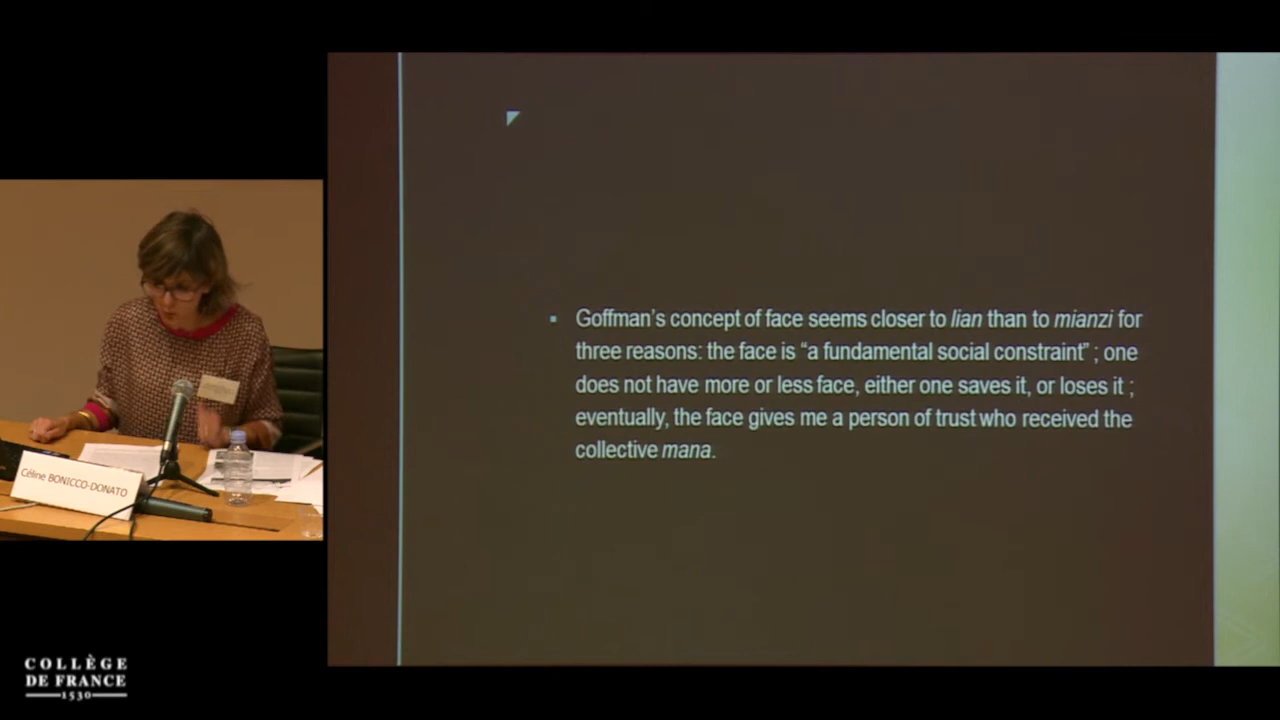 Goffman's concept of face seems closer to lian than to mianzi for
three reasons: the face is “a fundamental social constraint” ; one
does not have more or less face, either one saves it, or loses it ;
eventually, the face gives me a person of trust who received the
collective mana.
Céline BONICCO-DONATO
COLLÈGE
DE FRANCE
1530